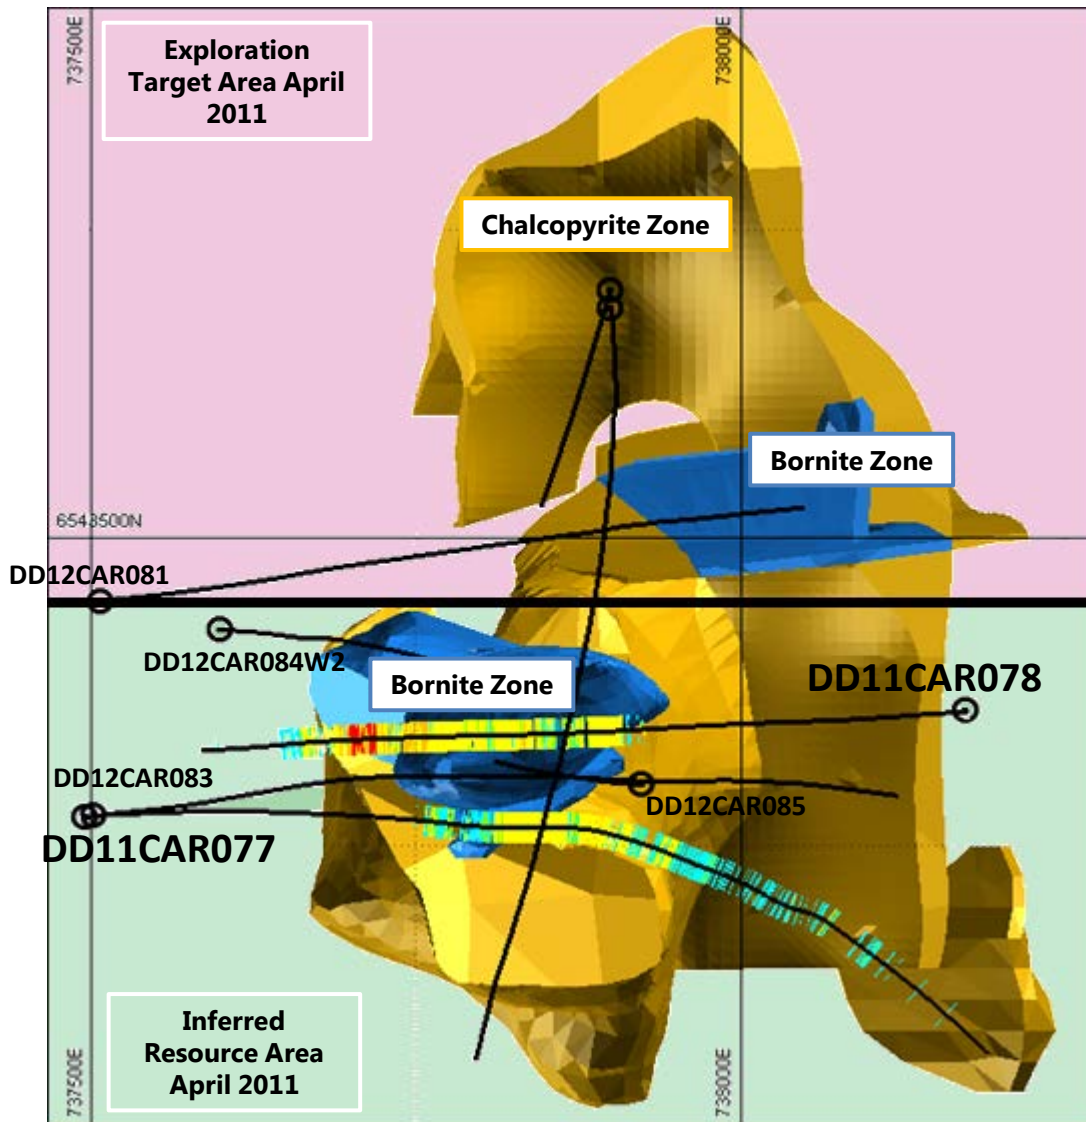 737500E
738000E
Exploration
Target Area April
2011
Chalcopyrite Zone
Bornite Zone
6543500N
DD12CAR081
DD12CAR084W2
Bornite Zone
DD11CAR078
DD12CAR083
DD12CAR085
DD11CAR077
Inferred
Resource Area
April 2011
737500E
738000E